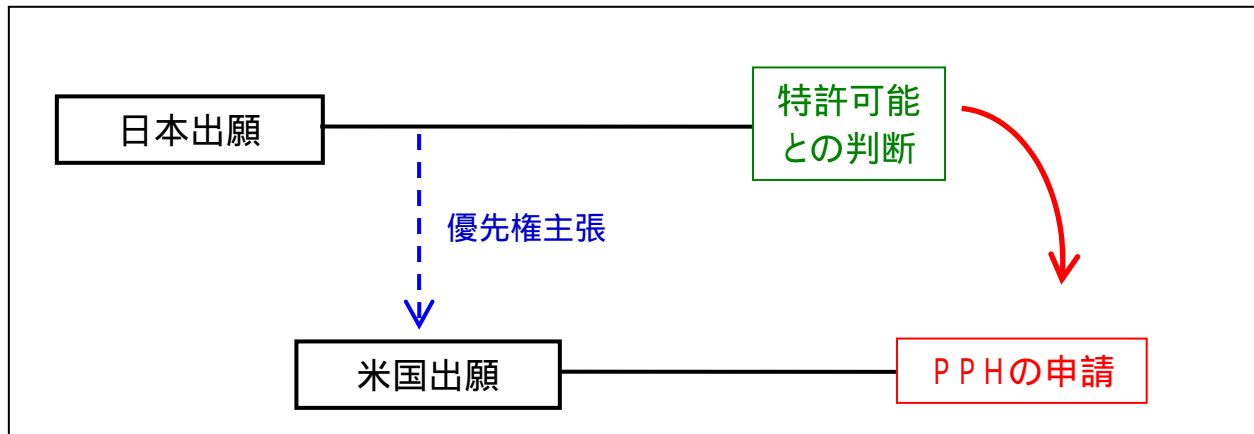 日本出願
特許可能
との判断
優先権主張
米国出願
ＰＰＨの申請